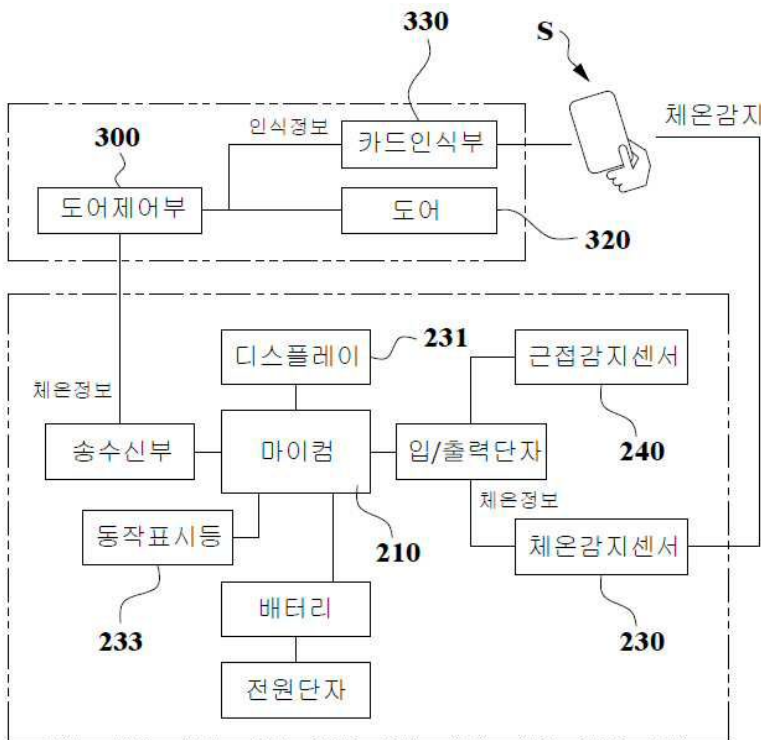 330
S
체온감지
인식정보
300
카드인식부
도어제어부
도어
320
디스플레이
231
근접감지센서
체온정보
송수신부
마이컴
입/출력단자
240
체온정보
동작표시등
210
체온감지센서
233
배터리
230
전원단자